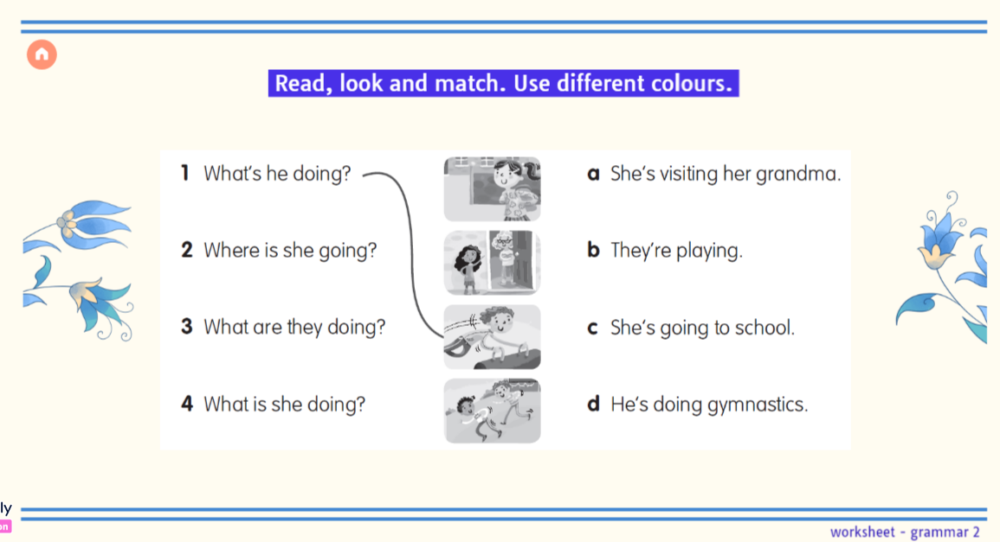 Read, look and match. Use different colours.
1 What's he doing?
a She's visiting her grandma.
2 Where is she going?
b They're playing.
3 What are they doing?
c She's going to school.
4 What is she doing?
d He's doing gymnastics.
ly
on
worksheet - grammar 2